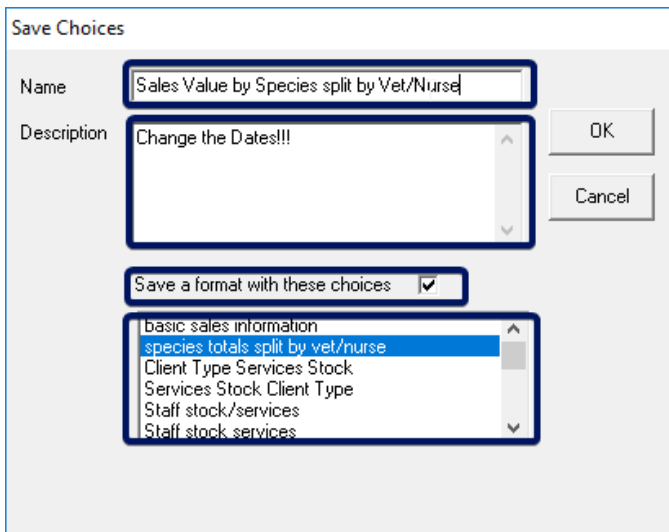 Save Choices
Name
Sales Value by Species split by Vet/Nurse
Description
Change the Dates!!!
OK
Cancel
Save a format with these choices
basic sales information
species totals split by vet/nurse
Client Type Services Stock
Services Stock Client Type
Staff stock/services
Staff stock services